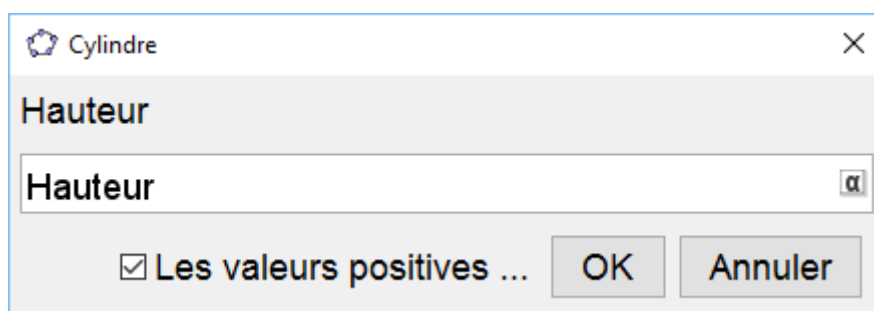 Cylindre
Hauteur
Hauteur α
Les valeurs positives ... OK Annuler